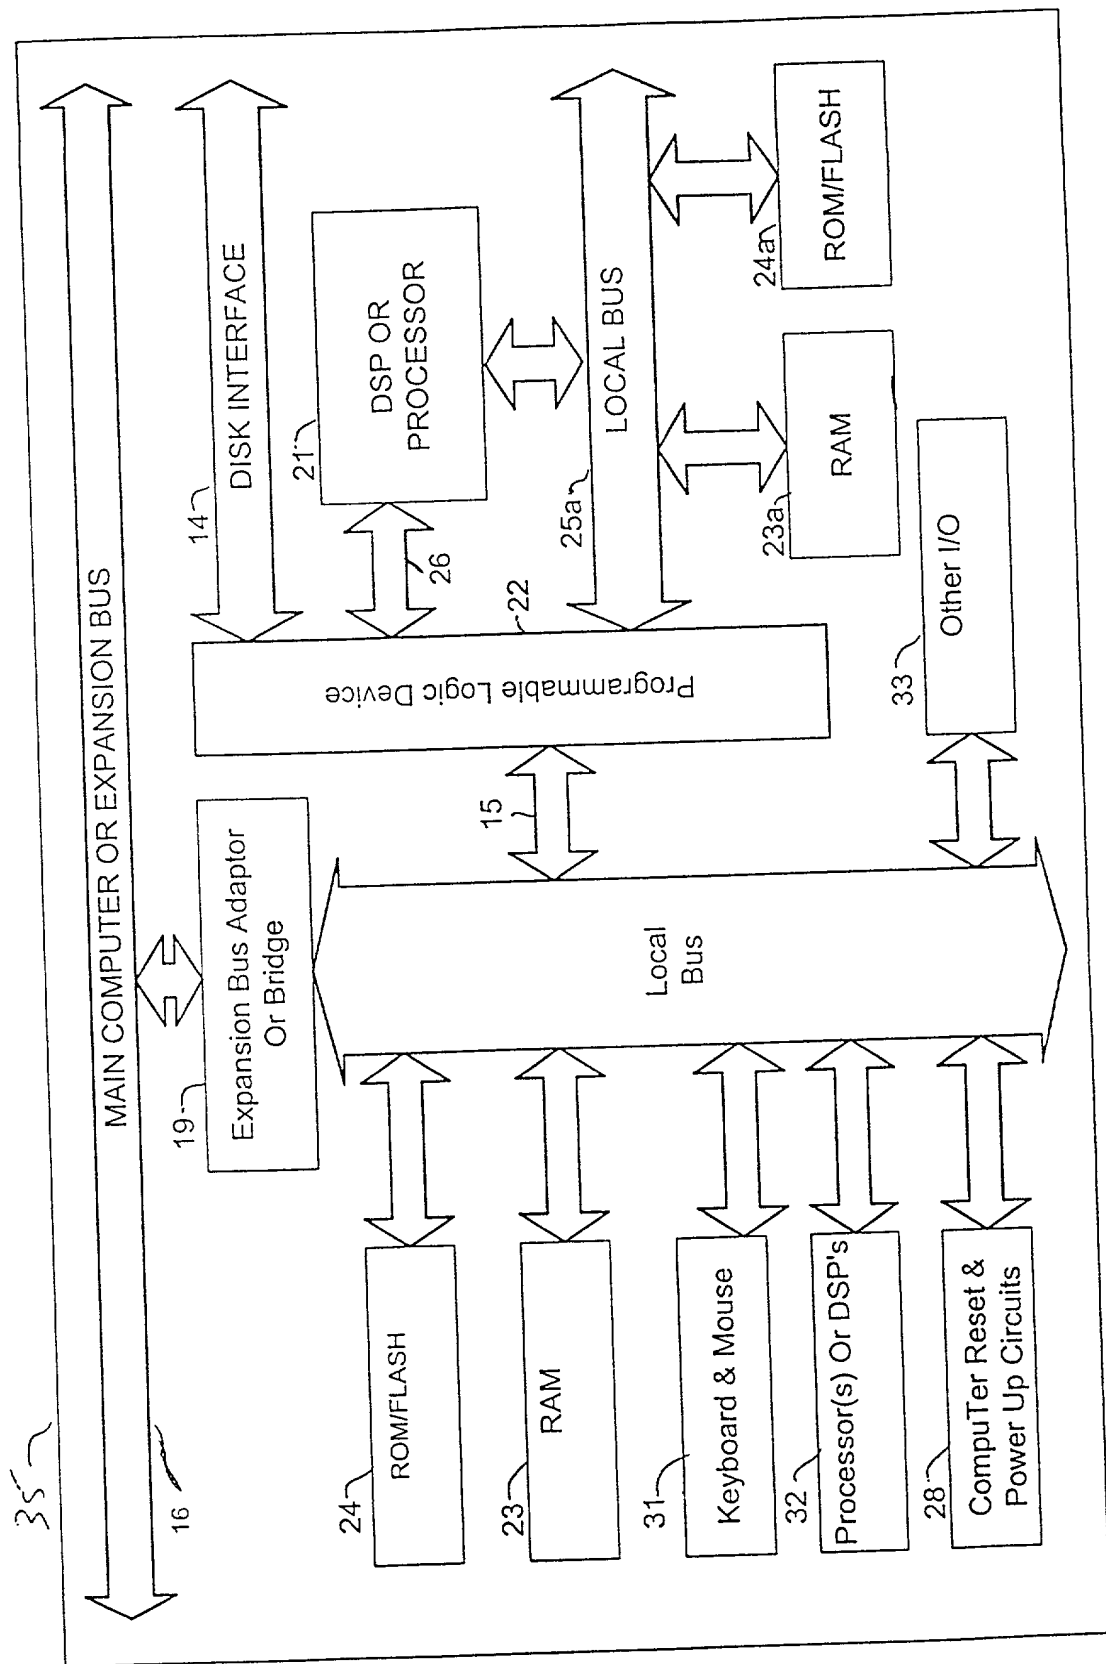 35
MAIN COMPUTER OR EXPANSION BUS
16
14
DISK INTERFACE
19
Expansion Bus Adaptor
Or Bridge
21
DSP OR
PROCESSOR
26
22
Programmable Logic Device
15
25a
LOCAL BUS
24
ROM/FLASH
23
RAM
31
Keyboard & Mouse
32
Processor(s) Or DSP's
28
CompuTer Reset &
Power Up Circuits
Local
Bus
23a
RAM
24a
ROM/FLASH
33
Other I/O